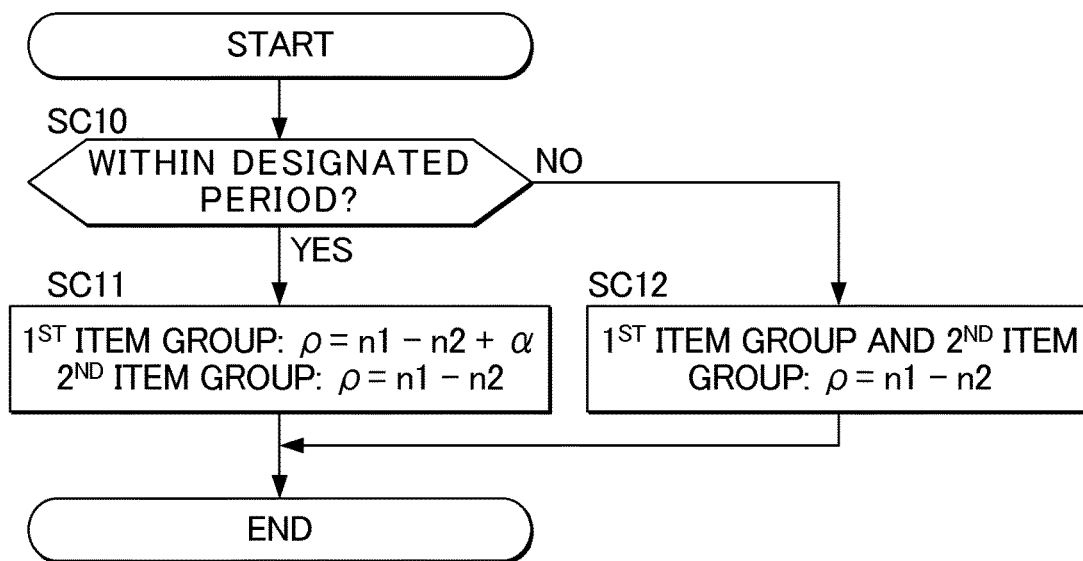 START
SC10
WITHIN DESIGNATED
PERIOD?
NO
YES
SC11
1ST ITEM GROUP: ρ = n1 − n2 + α
2ND ITEM GROUP: ρ = n1 − n2
SC12
1ST ITEM GROUP AND 2ND ITEM
GROUP: ρ = n1 − n2
END